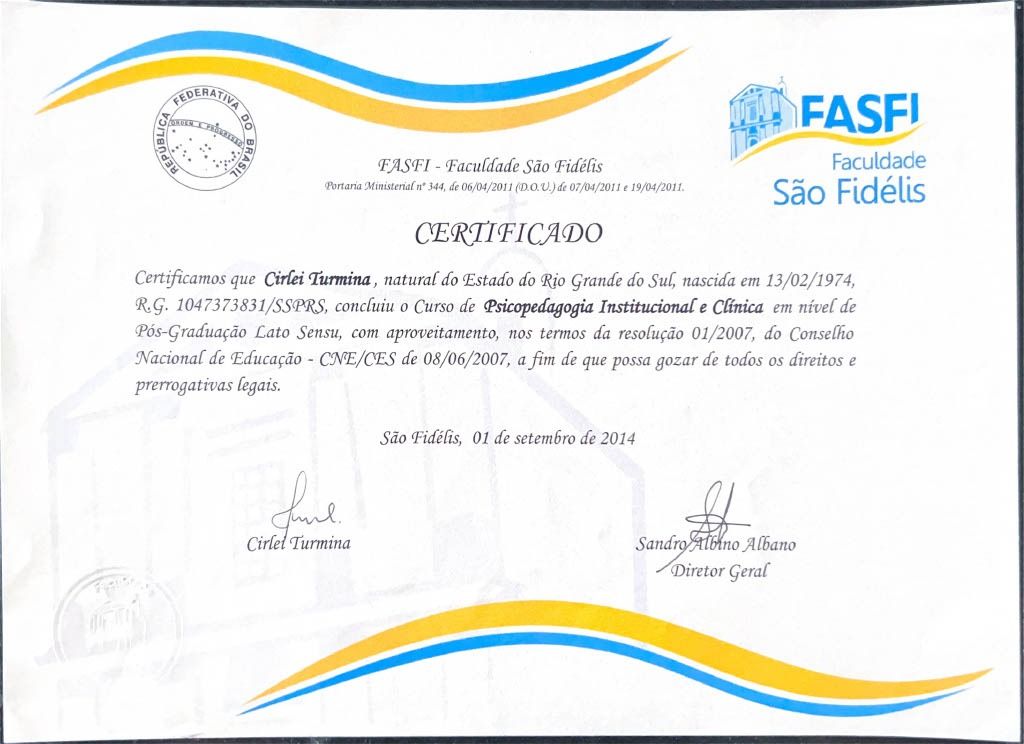 REPÚBLICA FEDERATIVA DO BRASIL
ORDEM E PROGRESSO
FASFI
Faculdade
São Fidélis
FASFI - Faculdade São Fidélis
Portaria Ministerial nº 344, de 06/04/2011 (D.O.U.) de 07/04/2011 e 19/04/2011.
CERTIFICADO
Certificamos que Cirlei Turmina, natural do Estado do Rio Grande do Sul, nascida em 13/02/1974,
R.G. 1047373831/SSPRS, concluiu o Curso de Psicopedagogia Institucional e Clínica em nível de
Pós-Graduação Lato Sensu, com aproveitamento, nos termos da resolução 01/2007, do Conselho
Nacional de Educação - CNE/CES de 08/06/2007, a fim de que possa gozar de todos os direitos e
prerrogativas legais.
São Fidélis, 01 de setembro de 2014
Cirlei Turmina
Sandro Albino Albano
Diretor Geral